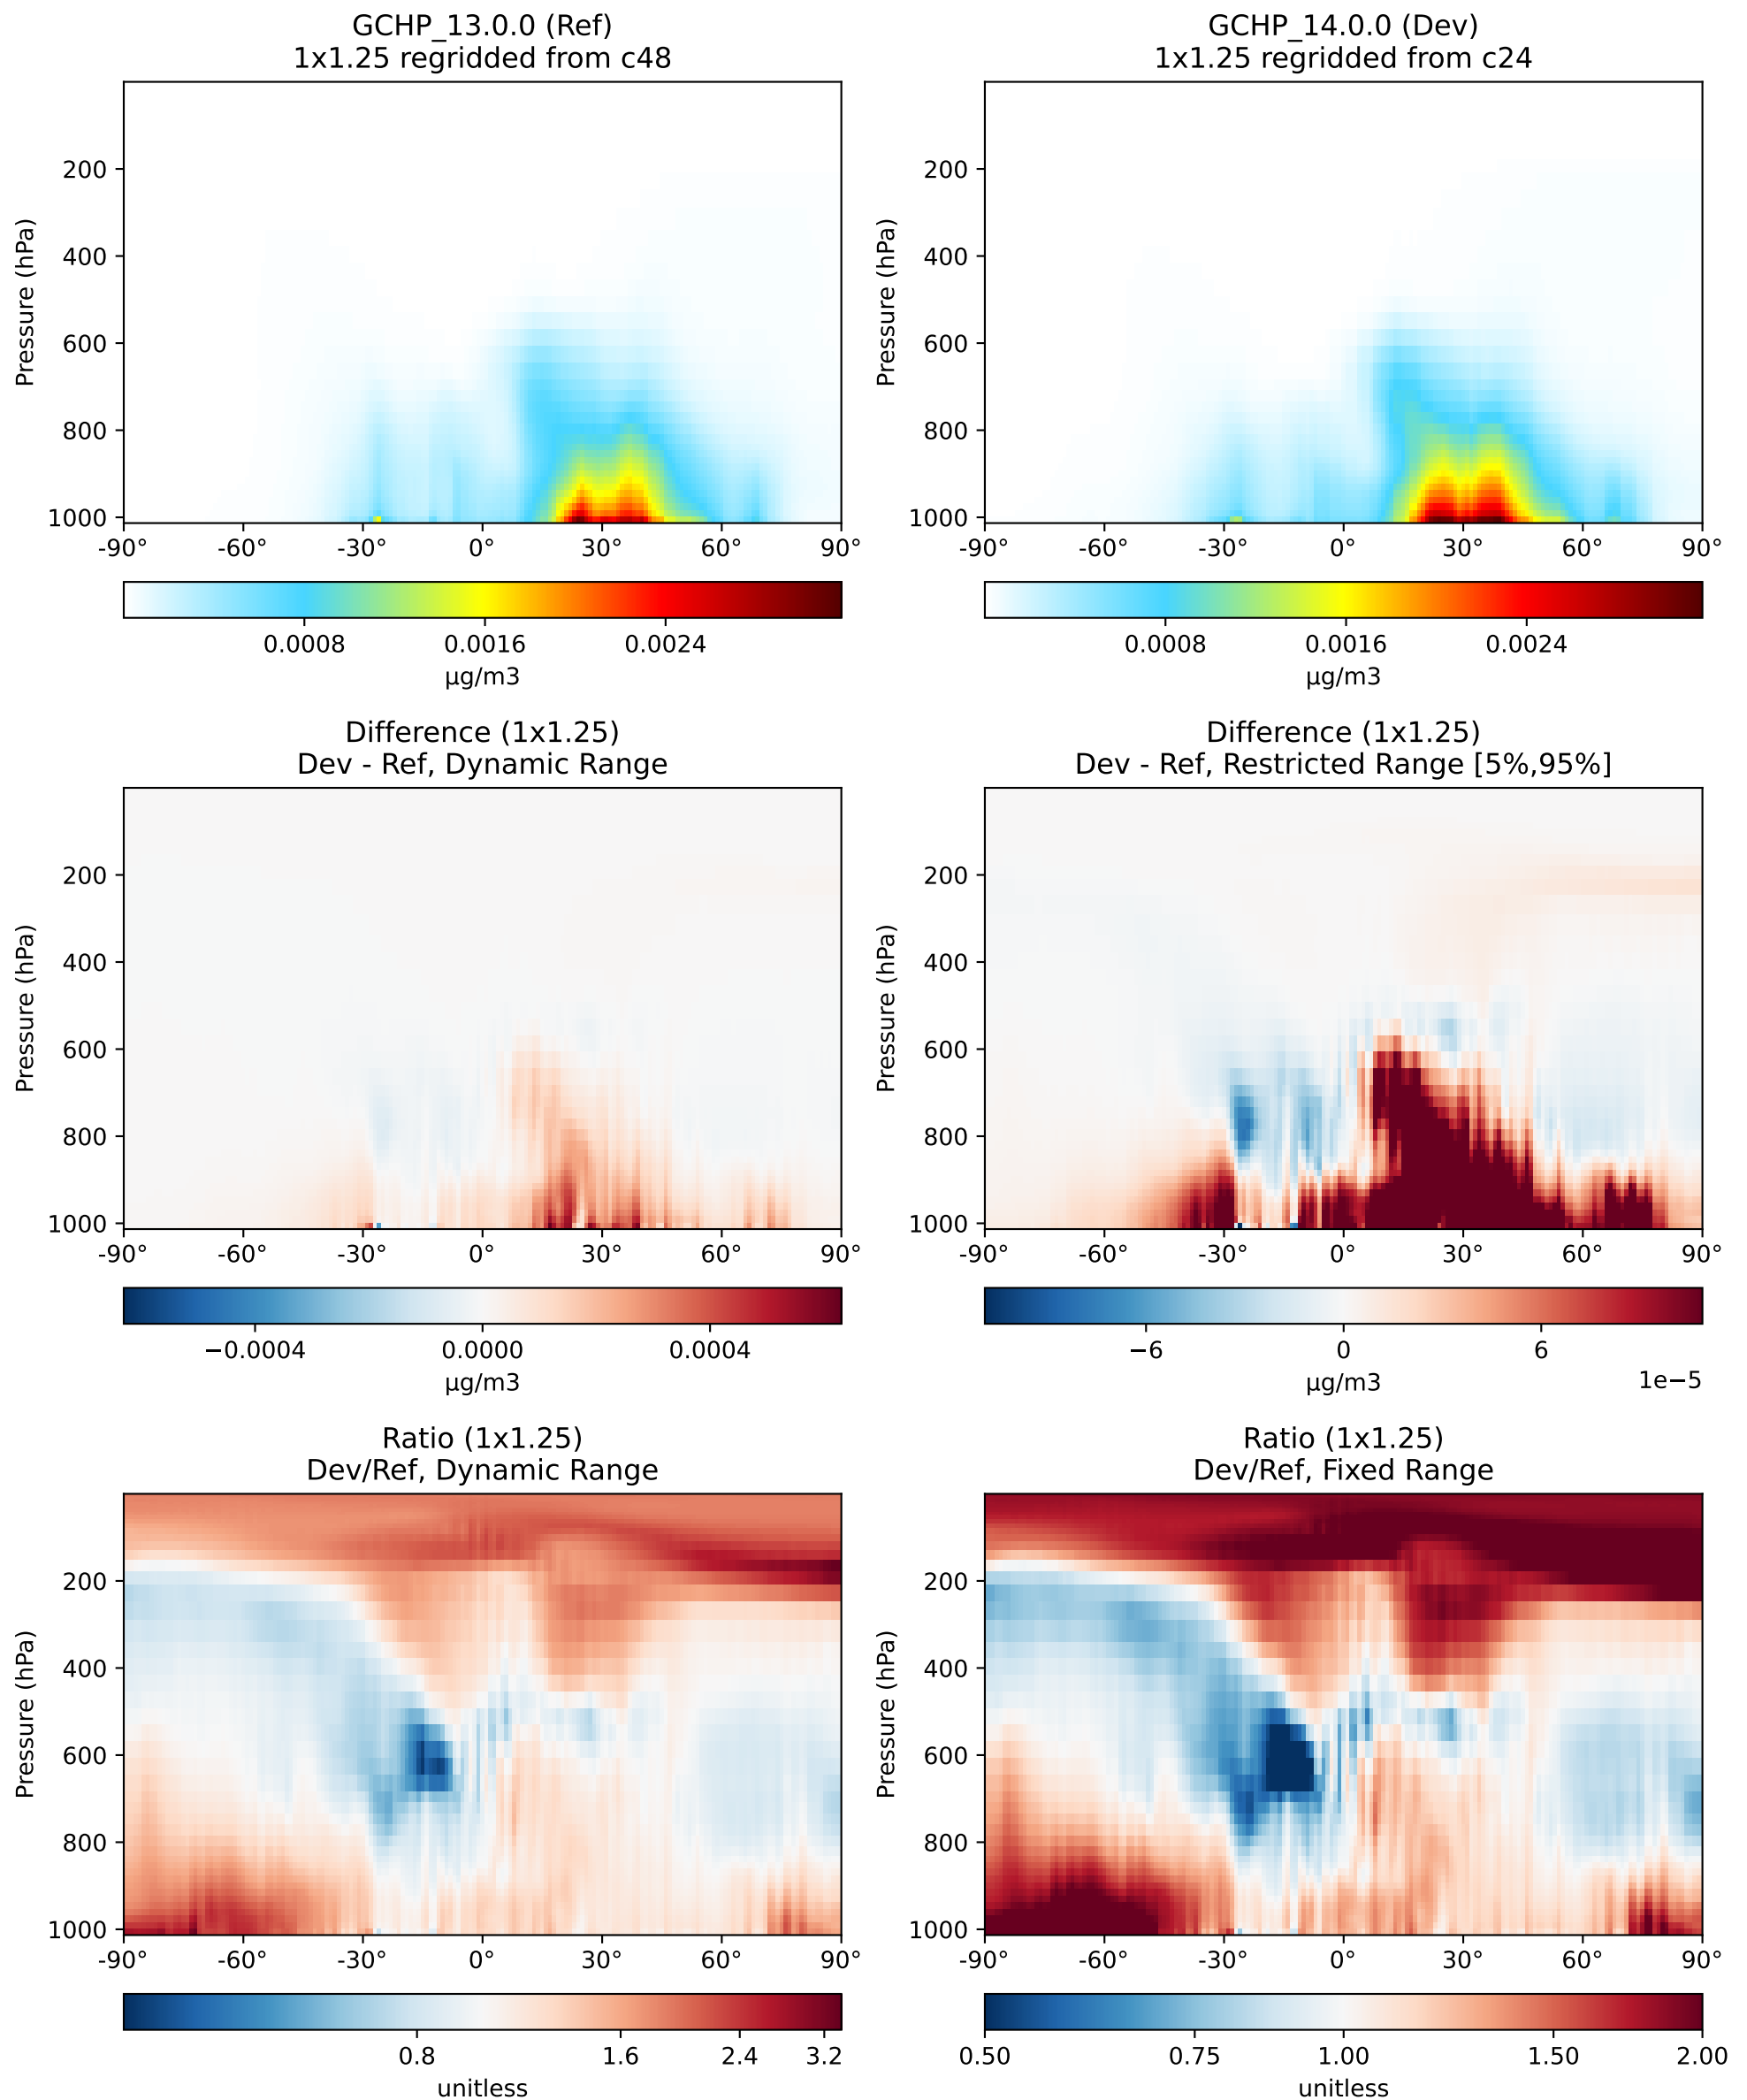 GCHP_13.0.0 (Ref)
1x1.25 regridded from c48
Pressure (hPa)
200
400
600
800
1000
-90° -60° -30° 0° 30° 60° 90°
0.0008 0.0016 0.0024
µg/m3
GCHP_14.0.0 (Dev)
1x1.25 regridded from c24
Pressure (hPa)
200
400
600
800
1000
-90° -60° -30° 0° 30° 60° 90°
0.0008 0.0016 0.0024
µg/m3
Difference (1x1.25)
Dev - Ref, Dynamic Range
Pressure (hPa)
200
400
600
800
1000
-90° -60° -30° 0° 30° 60° 90°
−0.0004 0.0000 0.0004
µg/m3
Difference (1x1.25)
Dev - Ref, Restricted Range [5%,95%]
Pressure (hPa)
200
400
600
800
1000
-90° -60° -30° 0° 30° 60° 90°
−6 0 6
µg/m3
1e−5
Ratio (1x1.25)
Dev/Ref, Dynamic Range
Pressure (hPa)
200
400
600
800
1000
-90° -60° -30° 0° 30° 60° 90°
0.8 1.6 2.4 3.2
unitless
Ratio (1x1.25)
Dev/Ref, Fixed Range
Pressure (hPa)
200
400
600
800
1000
-90° -60° -30° 0° 30° 60° 90°
0.50 0.75 1.00 1.50 2.00
unitless